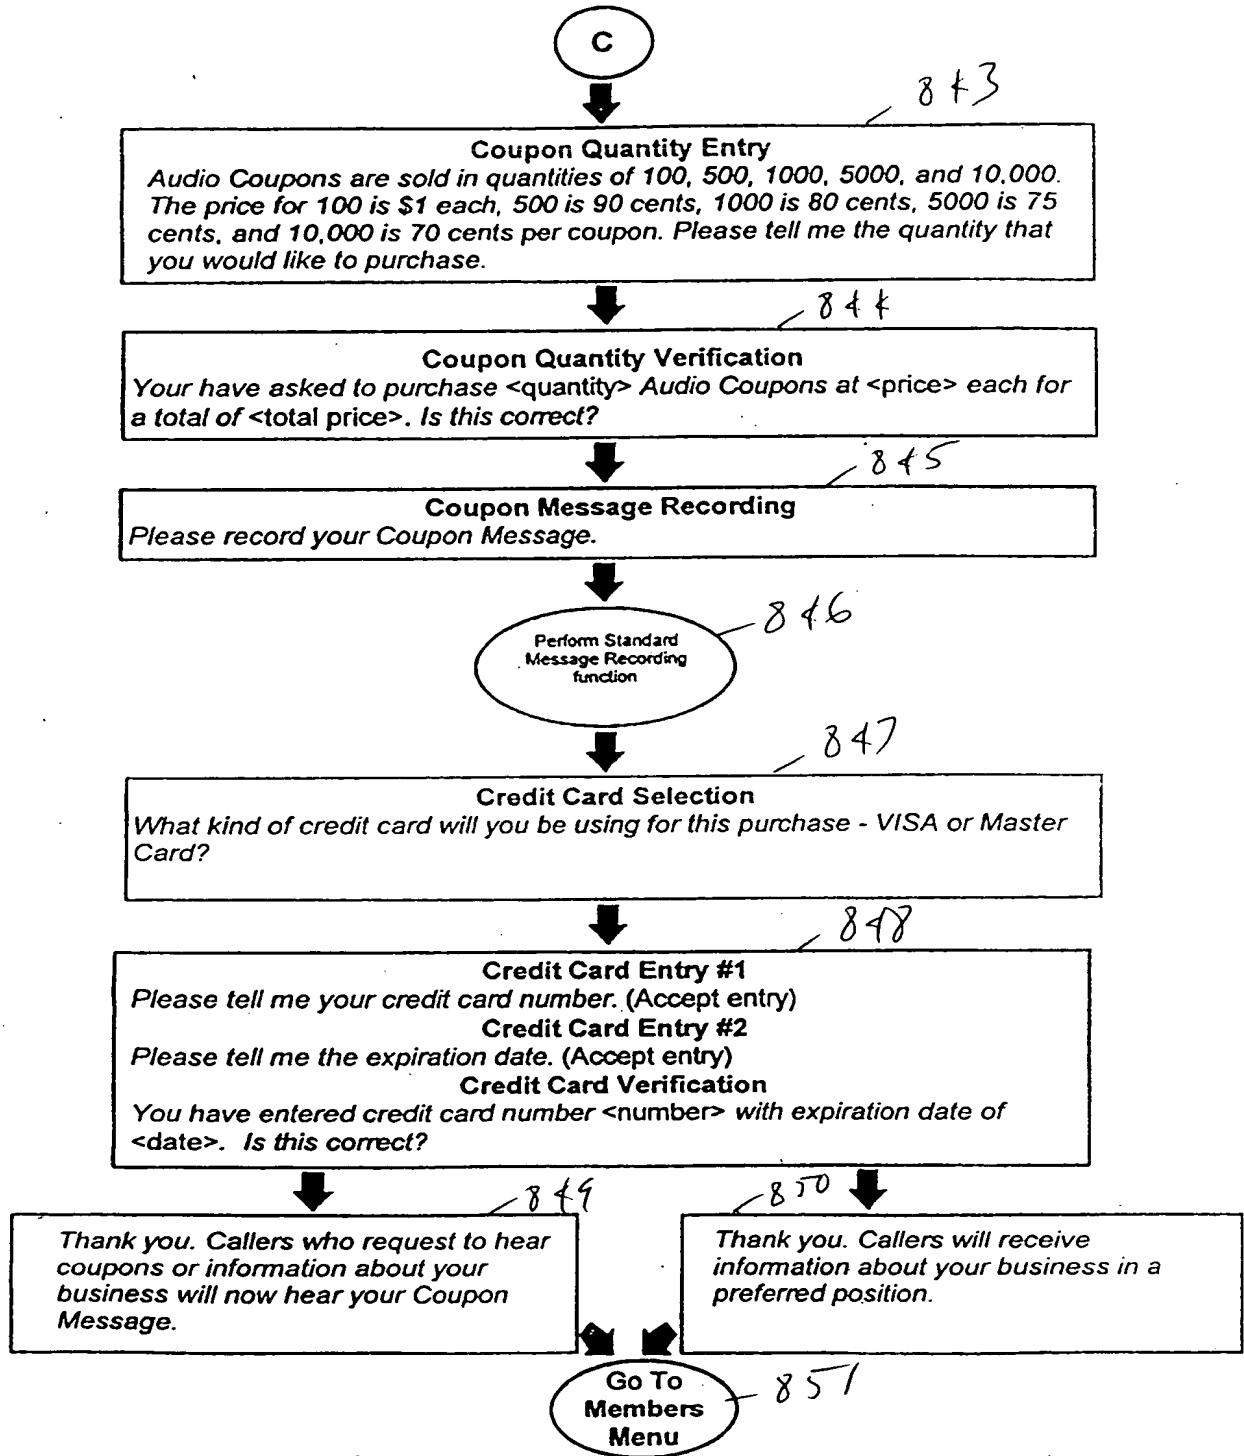 C
843
Coupon Quantity Entry
Audio Coupons are sold in quantities of 100, 500, 1000, 5000, and 10,000.
The price for 100 is $1 each, 500 is 90 cents, 1000 is 80 cents, 5000 is 75
cents, and 10,000 is 70 cents per coupon. Please tell me the quantity that
you would like to purchase.
844
Coupon Quantity Verification
Your have asked to purchase <quantity> Audio Coupons at <price> each for
a total of <total price>. Is this correct?
845
Coupon Message Recording
Please record your Coupon Message.
846
Perform Standard
Message Recording
function
847
Credit Card Selection
What kind of credit card will you be using for this purchase - VISA or Master
Card?
848
Credit Card Entry #1
Please tell me your credit card number. (Accept entry)
Credit Card Entry #2
Please tell me the expiration date. (Accept entry)
Credit Card Verification
You have entered credit card number <number> with expiration date of
<date>. Is this correct?
849
Thank you. Callers who request to hear
coupons or information about your
business will now hear your Coupon
Message.
850
Thank you. Callers will receive
information about your business in a
preferred position.
Go To
Members
Menu
851